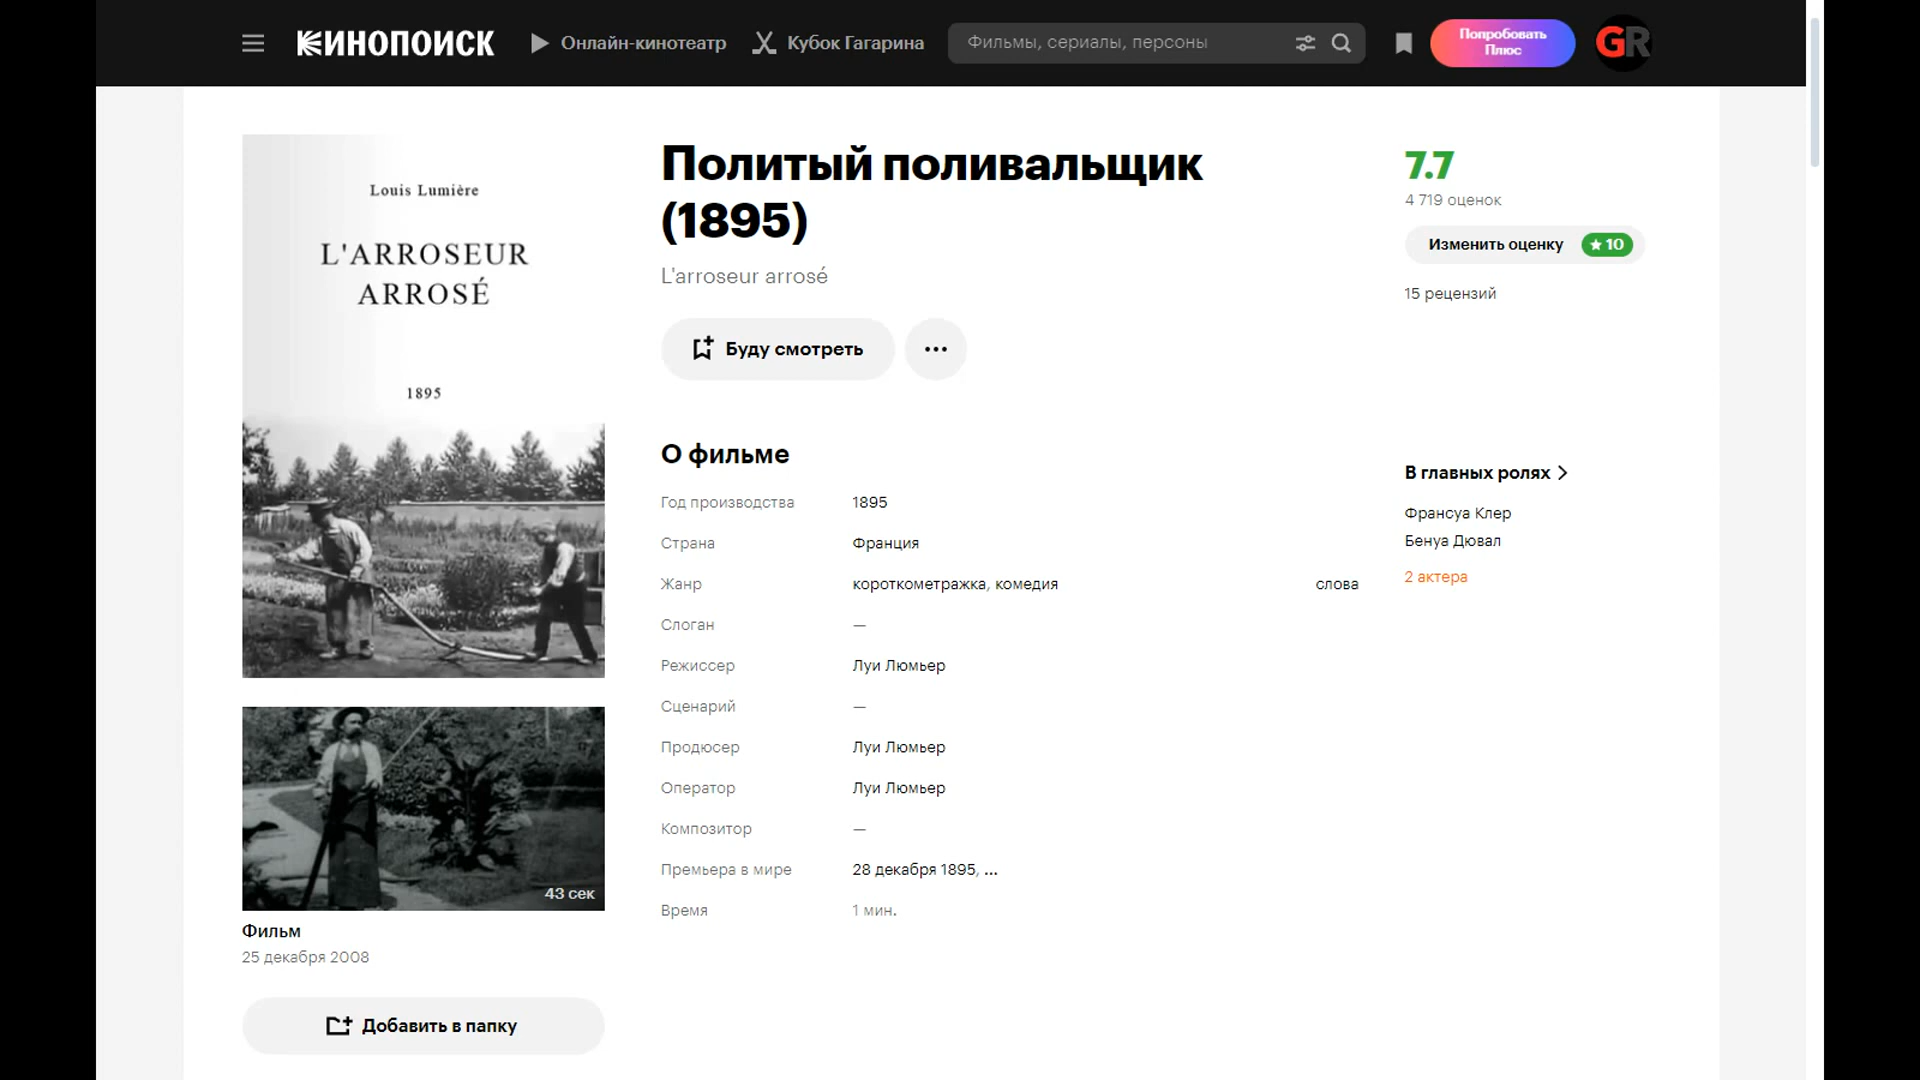 КИНОПОИСК
Онлайн-кинотеатр
Кубок Гагарина
Фильмы, сериалы, персоны
Попробовать
Плюс
GR
Louis Lumière
L'ARROSEUR
ARROSÉ
1895
43 сек
Фильм
25 декабря 2008
Добавить в папку
Политый поливальщик
(1895)
L'arroseur arrosé
Буду смотреть
О фильме
Год производства 1895
Страна Франция
Жанр короткометражка, комедия слова
Слоган —
Режиссер Луи Люмьер
Сценарий —
Продюсер Луи Люмьер
Оператор Луи Люмьер
Композитор —
Премьера в мире 28 декабря 1895, ...
Время 1 мин.
7.7
4 719 оценок
Изменить оценку ★ 10
15 рецензий
В главных ролях
Франсуа Клер
Бенуа Дювал
2 актера